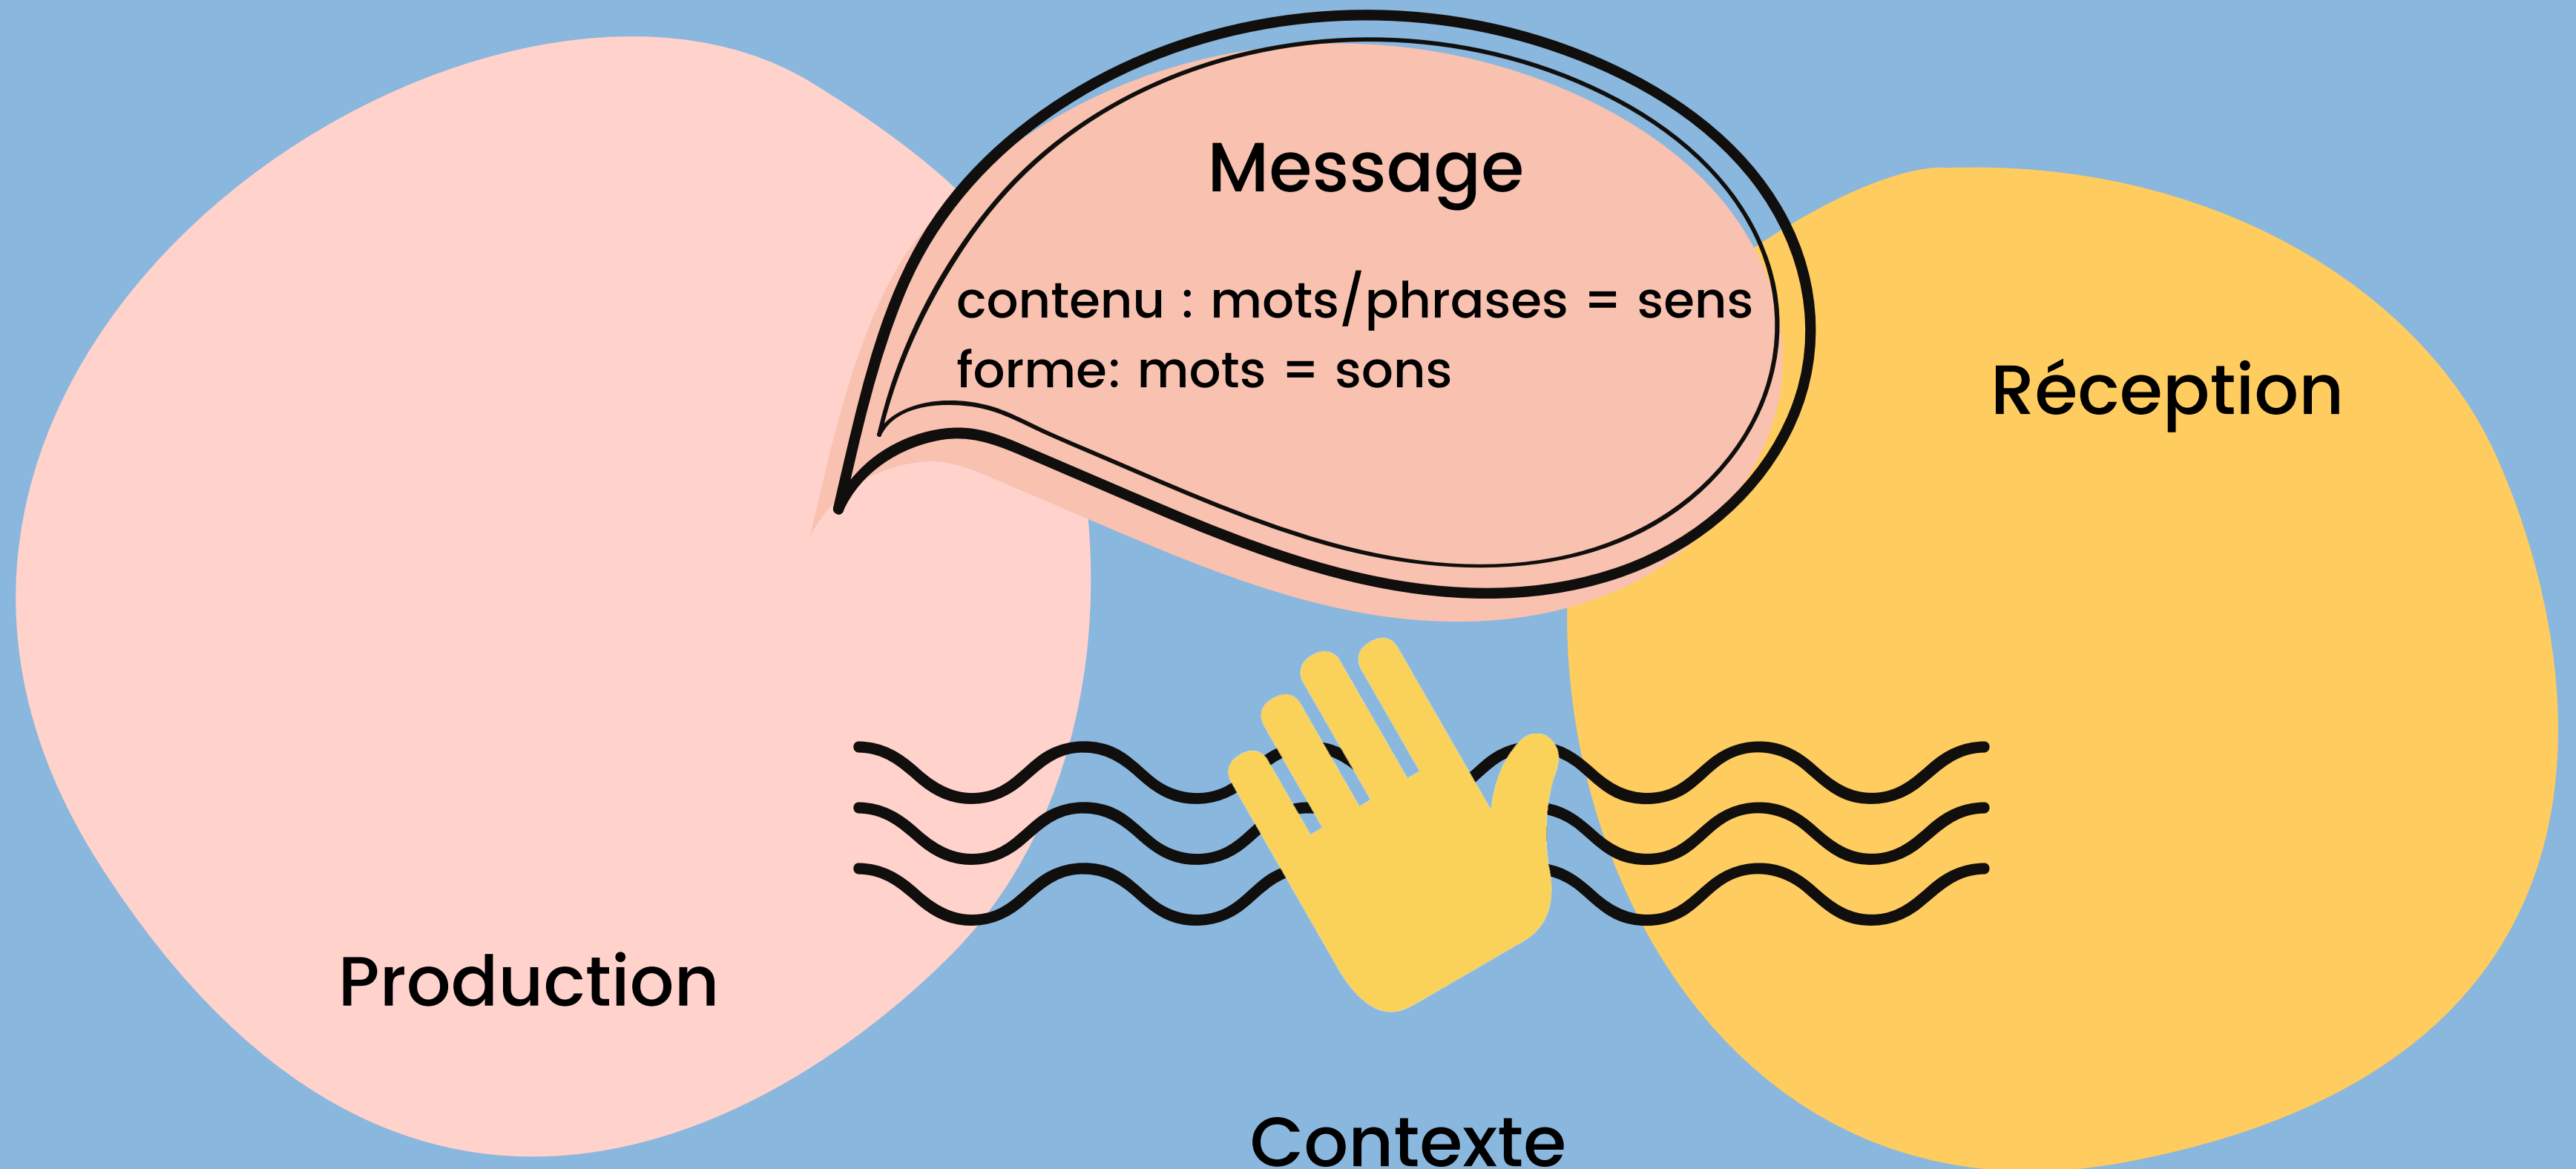 Message
contenu : mots/phrases = sens
forme: mots = sons
Réception
Production
Contexte